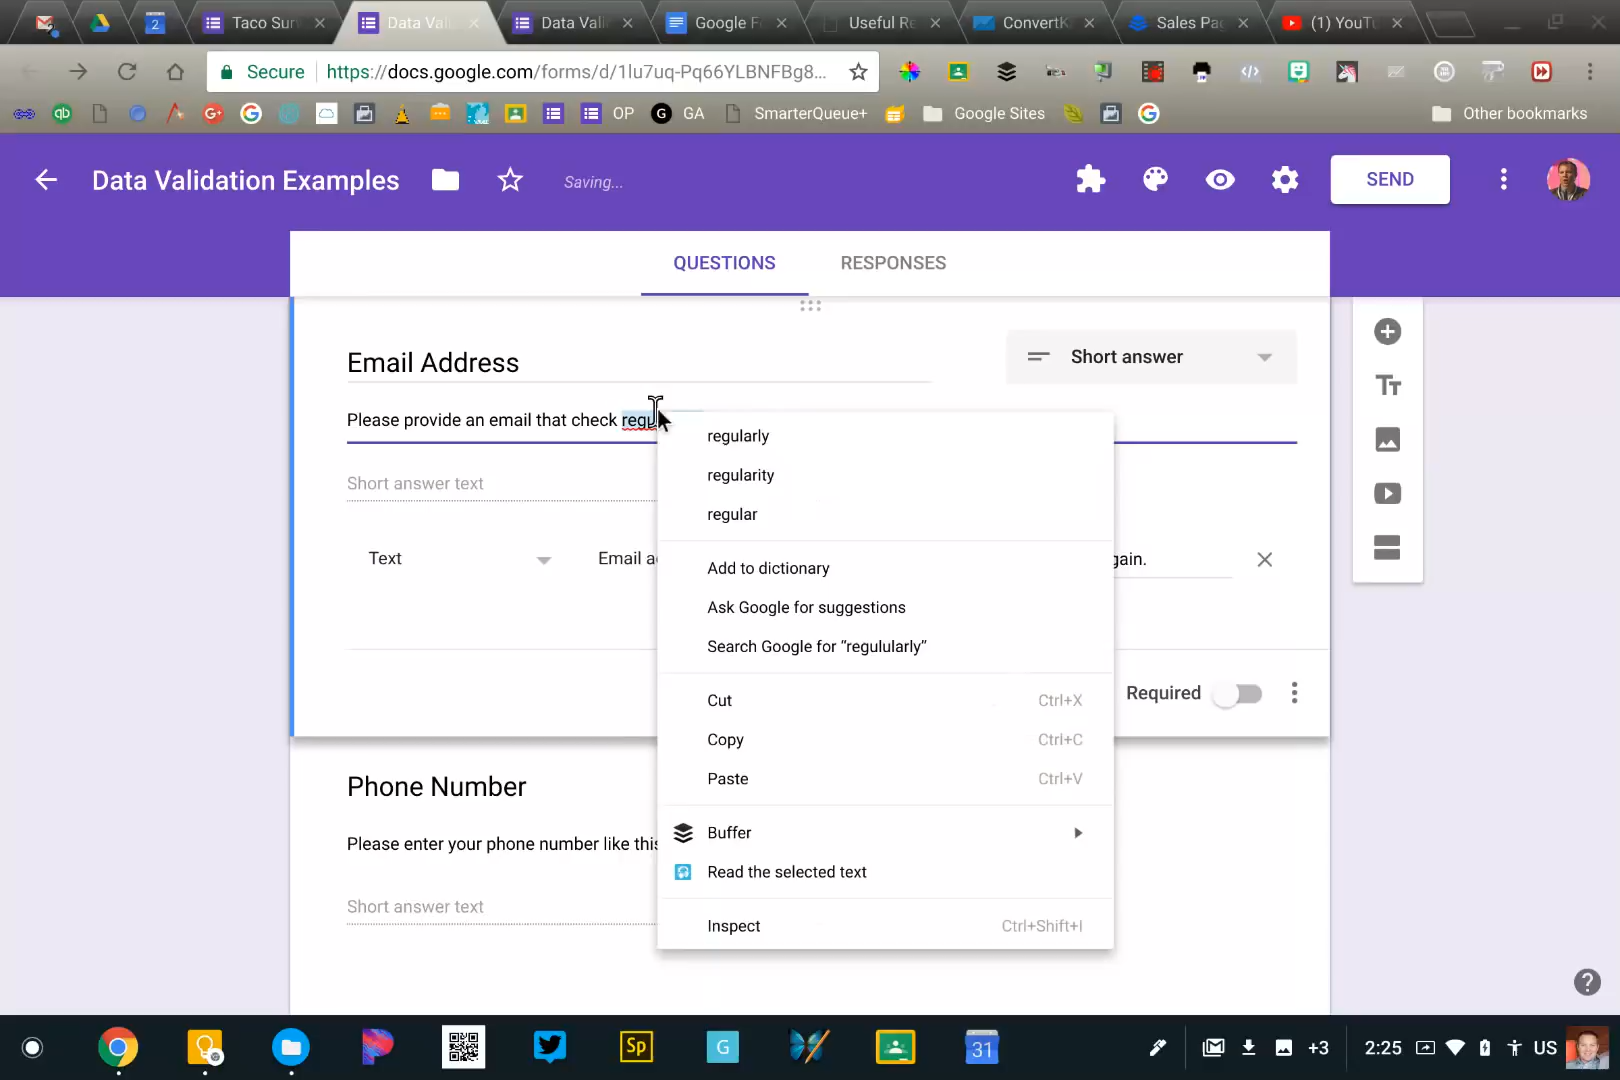 2
Taco Sur
Data Val
Data Vali
Google F
Useful Re
ConvertK
Sales Pag
(1) YouTu
Secure
https://docs.google.com/forms/d/1lu7uq-Pq66YLBNFBg8...
qb
G+
OP
G
GA
SmarterQueue+
Google Sites
Other bookmarks
Data Validation Examples
Saving...
SEND
QUESTIONS
RESPONSES
Email Address
Short answer
Please provide an email that check regu
Short answer text
Text
Email a
gain.
regularly
regularity
regular
Add to dictionary
Ask Google for suggestions
Search Google for “regulularly”
Cut Ctrl+X
Copy Ctrl+C
Paste Ctrl+V
Buffer
Read the selected text
Inspect Ctrl+Shift+I
Required
Phone Number
Please enter your phone number like this
Short answer text
Sp
G
31
+3
2:25
US